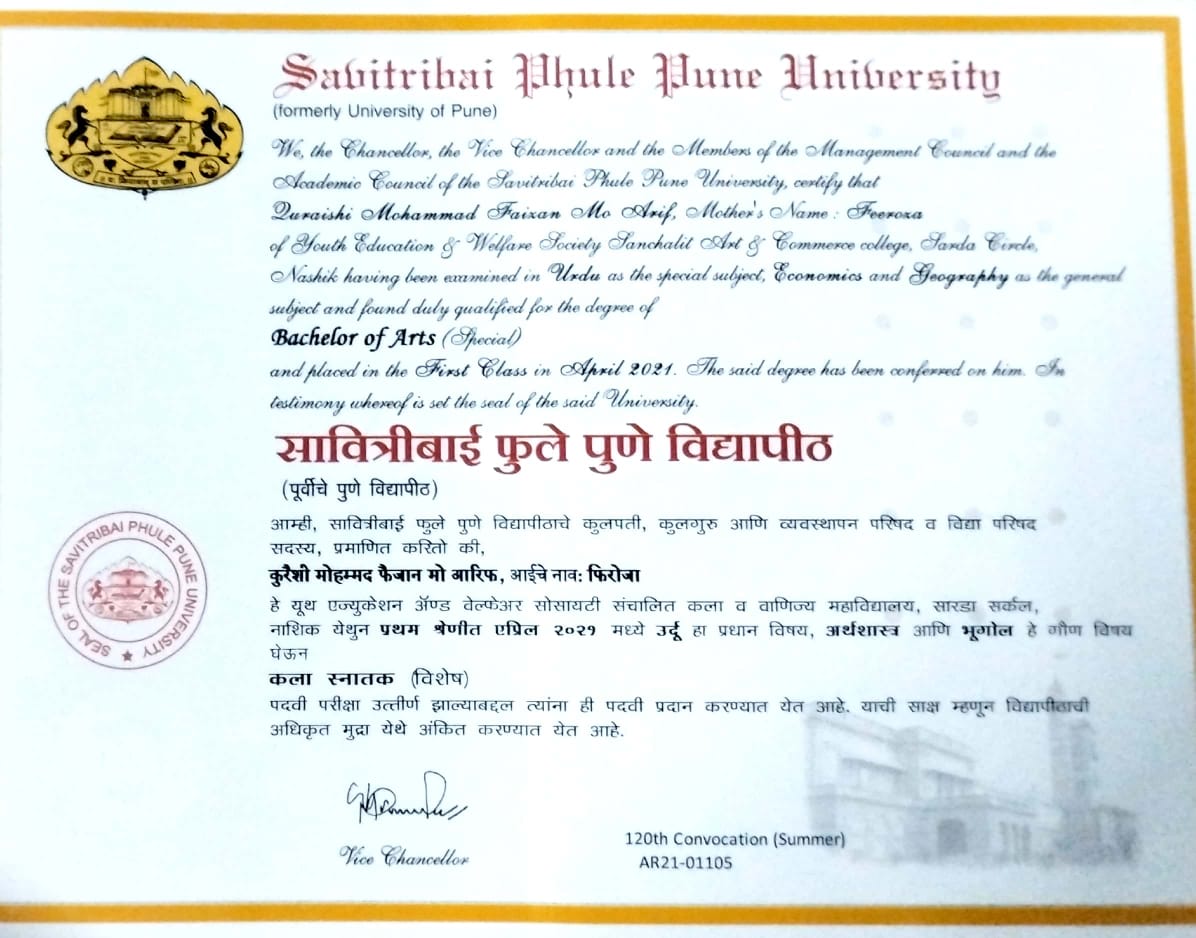 Savitribai Phule Pune University
(formerly University of Pune)
We, the Chancellor, the Vice Chancellor and the Members of the Management Council and the
Academic Council of the Savitribai Phule Pune University, certify that
Quraishi Mohammad Faizan Mo Arif, Mother's Name : Feeroza
of Youth Education & Welfare Society Sanchalit Art & Commerce college, Sarda Circle,
Nashik having been examined in Urdu as the special subject, Economics and Geography as the general
subject and found duly qualified for the degree of
Bachelor of Arts (Special)
and placed in the First Class in April 2021. The said degree has been conferred on him. In
testimony whereof is set the seal of the said University.
सावित्रीबाई फुले पुणे विद्यापीठ
(पूर्वीचे पुणे विद्यापीठ)
आम्ही, सावित्रीबाई फुले पुणे विद्यापीठाचे कुलपती, कुलगुरु आणि व्यवस्थापन परिषद व विद्या परिषद
सदस्य, प्रमाणित करितो की,
कुरैशी मोहम्मद फैजान मो आरिफ, आईचे नाव: फिरोजा
हे यूथ एज्युकेशन ॲण्ड वेल्फेअर सोसायटी संचालित कला व वाणिज्य महाविद्यालय, सारडा सर्कल,
नाशिक येथुन प्रथम श्रेणीत एप्रिल २०२१ मध्ये उर्दू हा प्रधान विषय, अर्थशास्त्र आणि भूगोल हे गौण विषय
घेऊन
कला स्नातक (विशेष)
पदवी परीक्षा उत्तीर्ण झाल्याबद्दल त्यांना ही पदवी प्रदान करण्यात येत आहे. याची साक्ष म्हणून विद्यापीठाची
अधिकृत मुद्रा येथे अंकित करण्यात येत आहे.
SEAL OF THE SAVITRIBAI PHULE PUNE UNIVERSITY
Vice Chancellor
120th Convocation (Summer)
AR21-01105